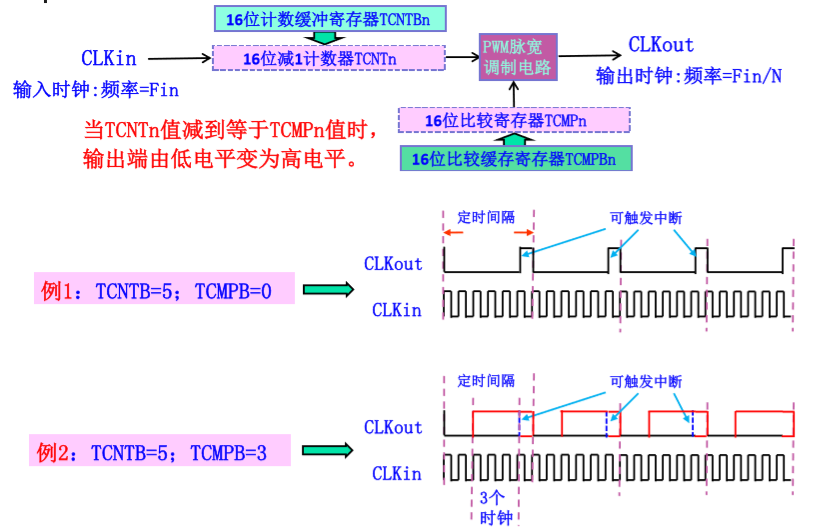 16位计数缓冲寄存器TCNTBn
CLKin
16位减1计数器TCNTn
PWM脉宽
调制电路
CLKout
输入时钟:频率=Fin
输出时钟:频率=Fin/N
16位比较寄存器TCMPn
当TCNTn值减到等于TCMPn值时,
输出端由低电平变为高电平。
16位比较缓存寄存器TCMPBn
定时间隔
可触发中断
CLKout
例1: TCNTB=5; TCMPB=0
CLKin
定时间隔
可触发中断
CLKout
例2: TCNTB=5; TCMPB=3
CLKin
3个
时钟